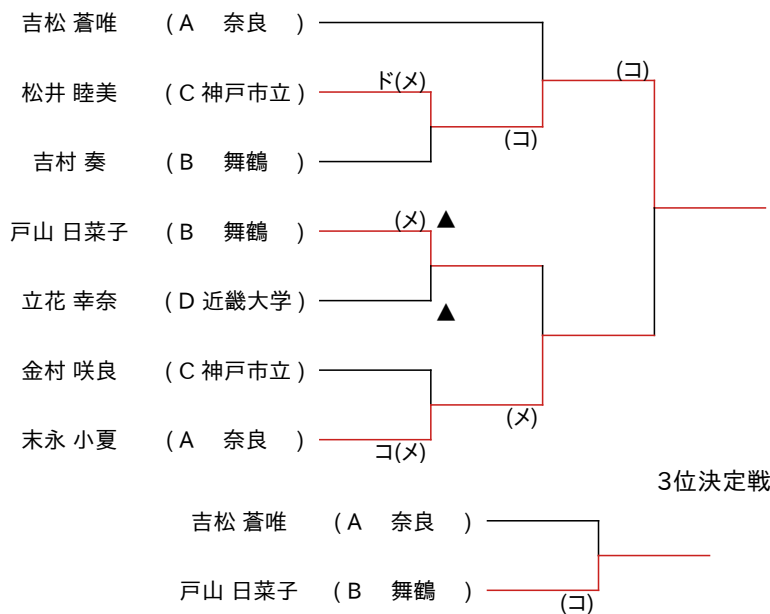 吉松 蒼唯 ( A 奈良 )
(コ)
松井 睦美 ( C 神戸市立 ) ド(メ)
(コ)
吉村 奏 ( B 舞鶴 )
戸山 日菜子 ( B 舞鶴 ) (メ) ▲
立花 幸奈 ( D 近畿大学 ) ▲
金村 咲良 ( C 神戸市立 )
(メ)
末永 小夏 ( A 奈良 ) コ(メ)
3位決定戦
吉松 蒼唯 ( A 奈良 )
戸山 日菜子 ( B 舞鶴 ) (コ)